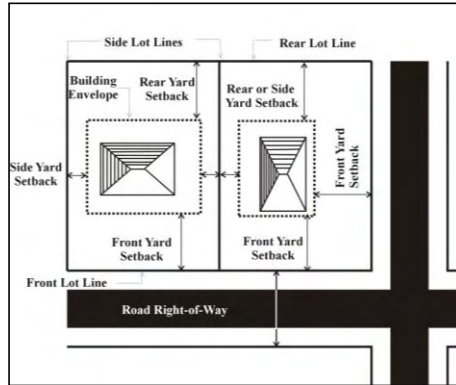 Side Lot Lines
Rear Lot Line
Building
Envelope
Rear Yard
Setback
Rear or Side
Yard Setback
Side Yard
Setback
Front Yard
Setback
Front Yard
Setback
Front Yard
Setback
Front Lot Line
Road Right-of-Way